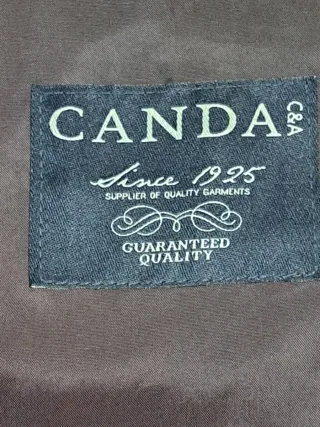 CANDA
C&A
Since 1925
SUPPLIER OF QUALITY GARMENTS
GUARANTEED
QUALITY